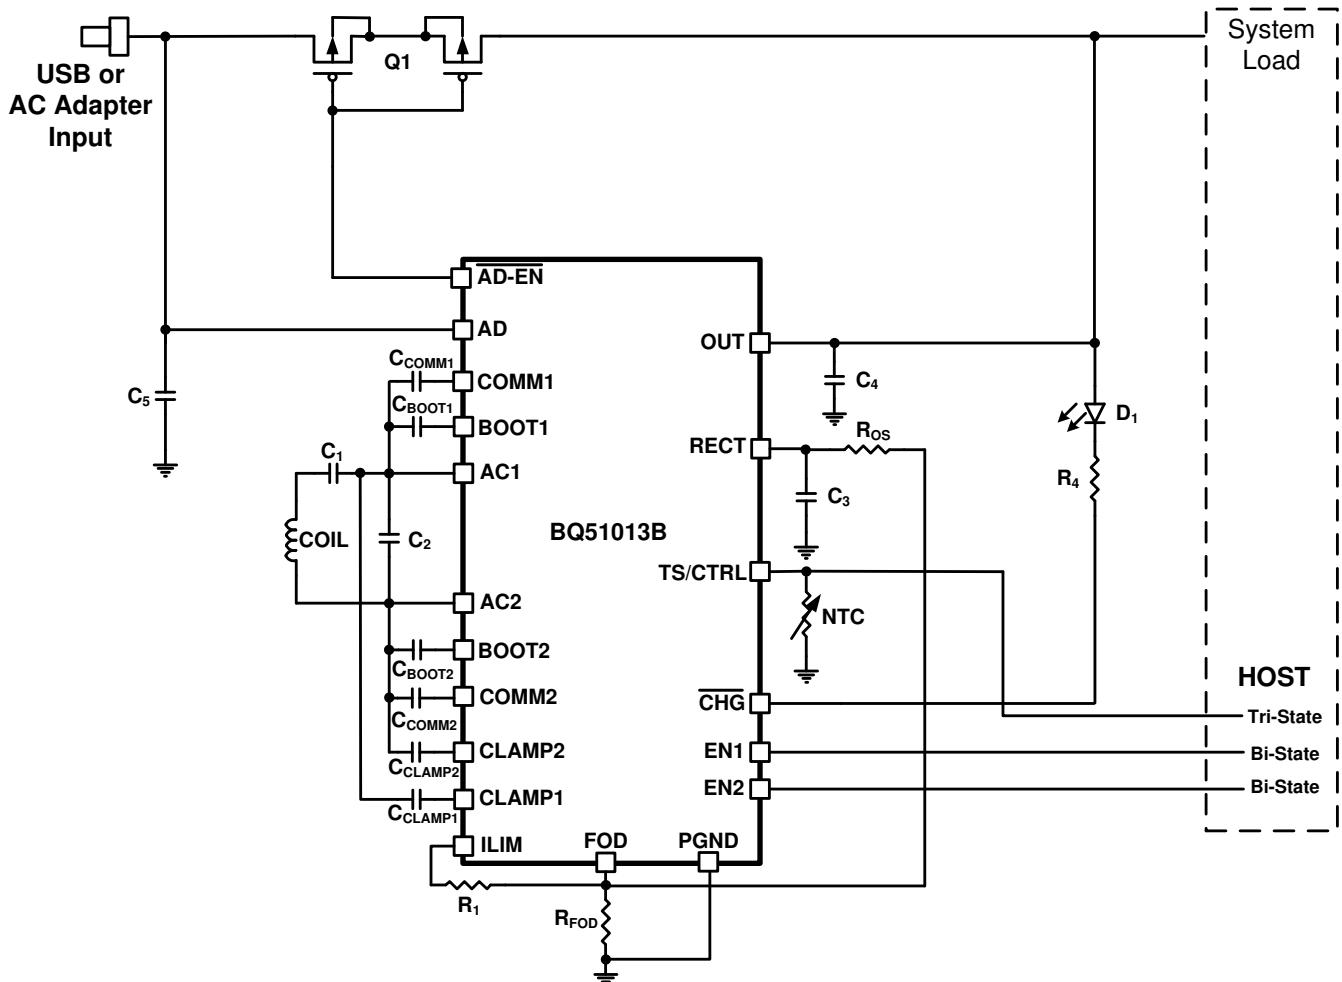 System
Load
USB or
AC Adapter
Input
Q1
AD-EN
AD
OUT
C5
CCOMM1
COMM1
C4
CBOOT1
BOOT1
D1
ROS
RECT
C1
AC1
R4
C3
BQ51013B
COIL
C2
TS/CTRL
AC2
NTC
BOOT2
CBOOT2
HOST
COMM2
CHG
Tri-State
CCOMM2
CLAMP2
EN1
Bi-State
CCLAMP2
EN2
Bi-State
CLAMP1
CCLAMP1
ILIM
FOD
PGND
R1
RFOD